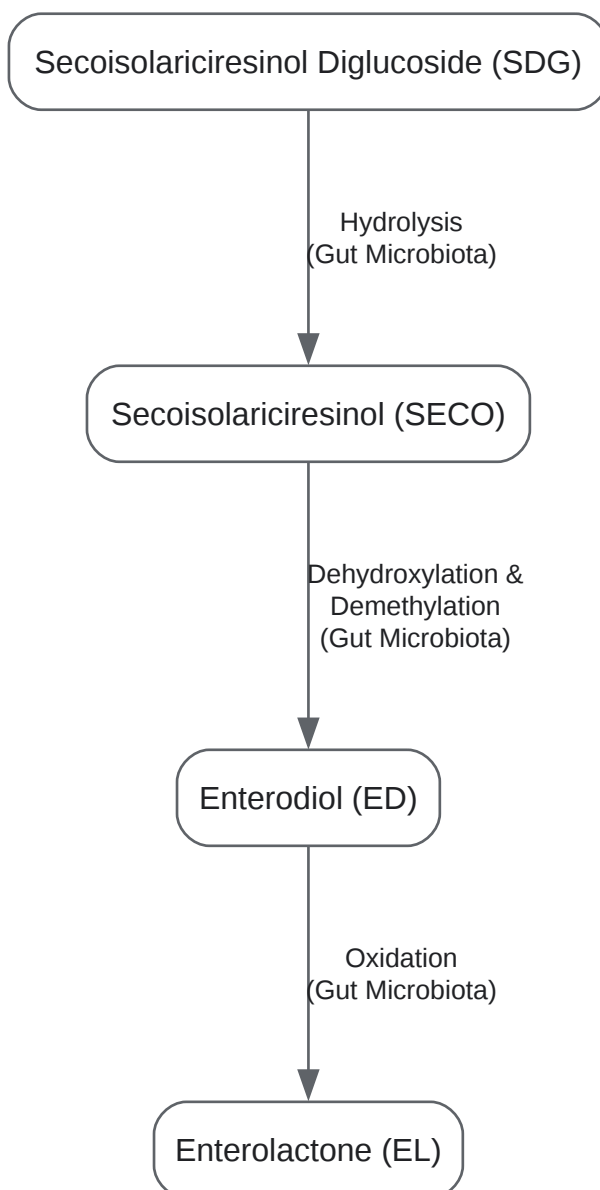 Secoisolariciresinol Diglucoside (SDG)
Hydrolysis
(Gut Microbiota)
Secoisolariciresinol (SECO)
Dehydroxylation &
Demethylation
(Gut Microbiota)
Enterodiol (ED)
Oxidation
(Gut Microbiota)
Enterolactone (EL)